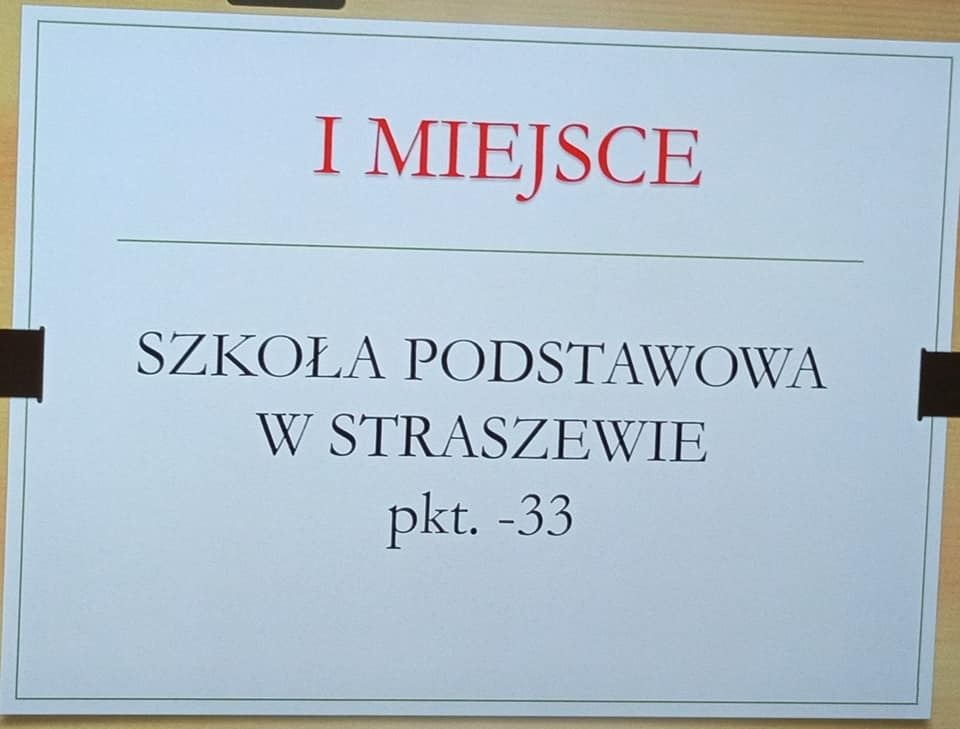 I MIEJSCE
SZKOŁA PODSTAWOWA
W STRASZEWIE
pkt. -33